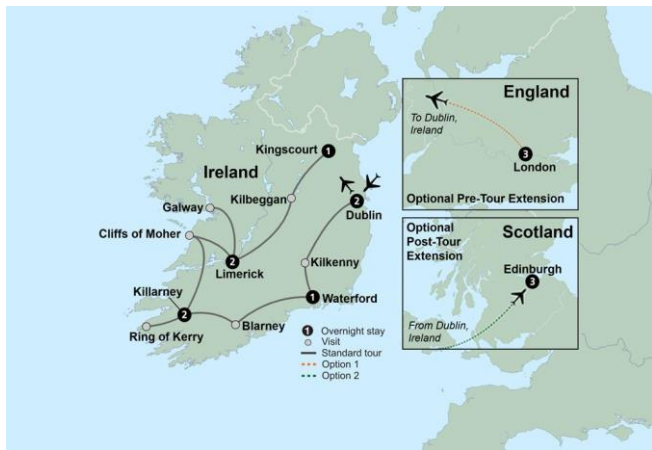 England
To Dublin,
Ireland
3
London
Optional Pre-Tour Extension
Kingscourt 1
Ireland
Kilbeggan
Galway
2
Dublin
Cliffs of Moher
2
Limerick
Kilkenny
Killarney
2
1 Waterford
Ring of Kerry
Blarney
Optional
Post-Tour
Extension
Scotland
Edinburgh
3
From Dublin,
Ireland
1 Overnight stay
Visit
Standard tour
Option 1
Option 2